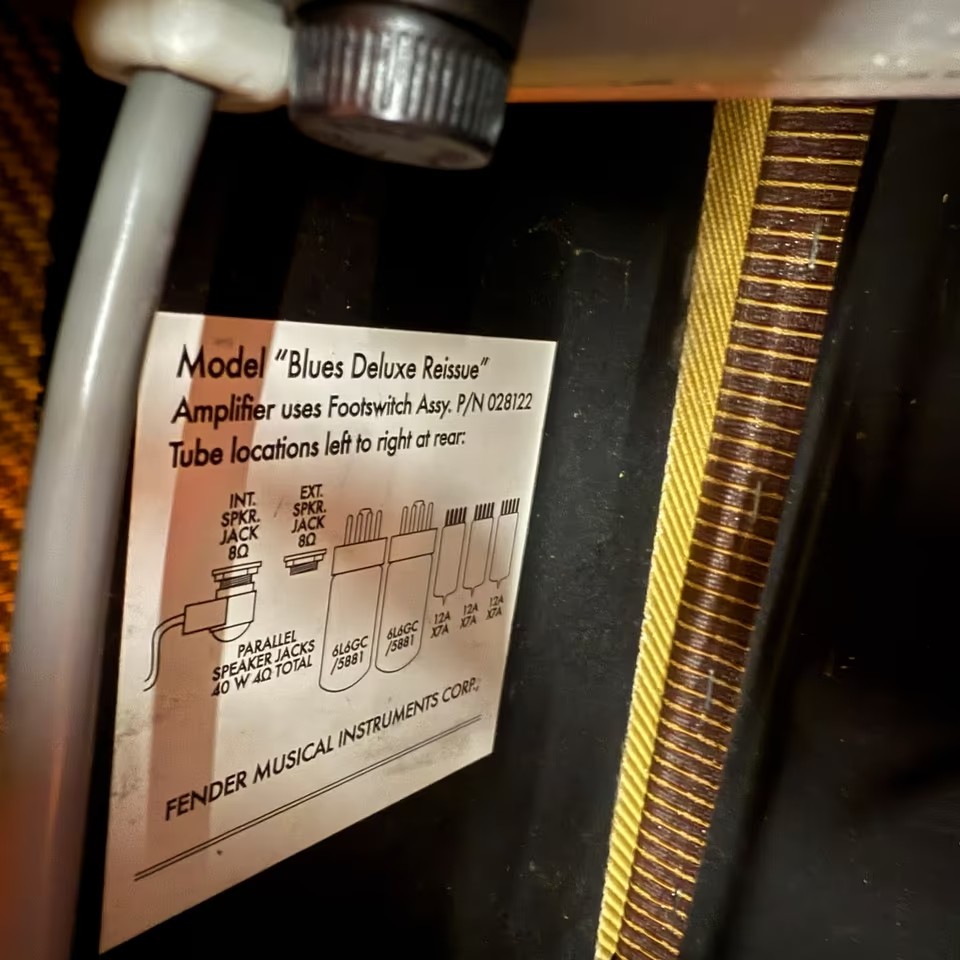 Model "Blues Deluxe Reissue"
Amplifier uses Footswitch Assy. P/N 028122
Tube locations left to right at rear:
INT.
SPKR.
JACK
8Ω
EXT.
SPKR.
JACK
8Ω
PARALLEL
SPEAKER JACKS
40 W 4Ω TOTAL
6L6GC
/5881
6L6GC
/5881
12A
X7A
12A
X7A
12A
X7A
FENDER MUSICAL INSTRUMENTS CORP.